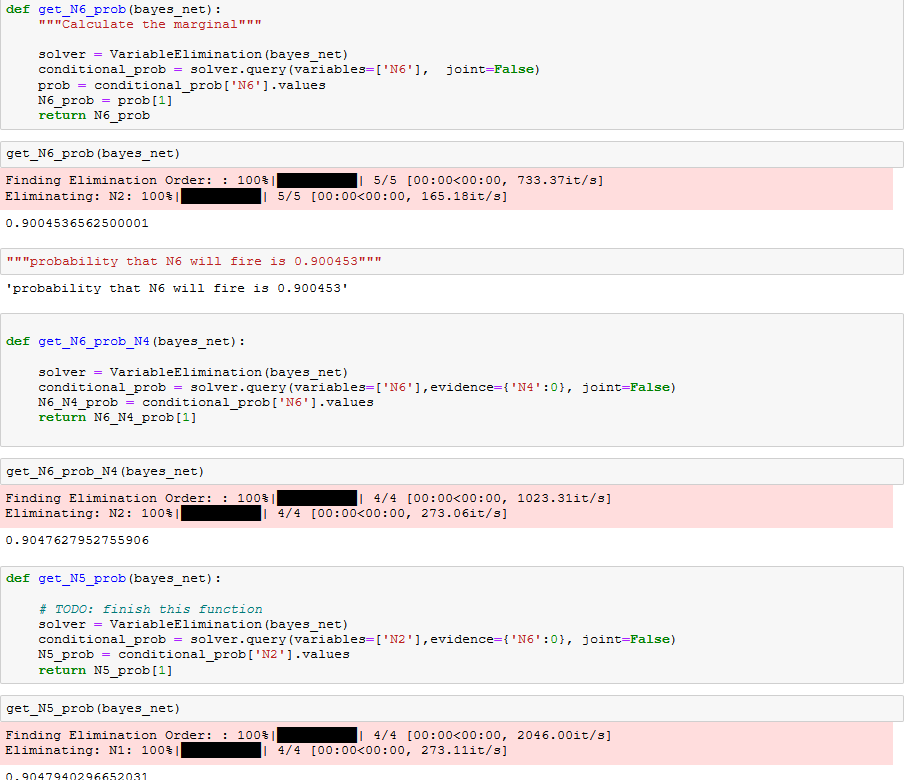 def get_N6_prob(bayes_net):
"""Calculate the marginal"""
solver = VariableElimination(bayes_net)
conditional_prob = solver.query(variables=['N6'],  joint=False)
prob = conditional_prob['N6'].values
N6_prob = prob[1]
return N6_prob
get_N6_prob(bayes_net)
Finding Elimination Order: : 100%|██████████| 5/5 [00:00<00:00, 733.37it/s]
Eliminating: N2: 100%|██████████| 5/5 [00:00<00:00, 165.18it/s]
0.9004536562500001
"""probability that N6 will fire is 0.900453"""
'probability that N6 will fire is 0.900453'
def get_N6_prob_N4(bayes_net):
solver = VariableElimination(bayes_net)
conditional_prob = solver.query(variables=['N6'],evidence={'N4':0}, joint=False)
N6_N4_prob = conditional_prob['N6'].values
return N6_N4_prob[1]
get_N6_prob_N4(bayes_net)
Finding Elimination Order: : 100%|██████████| 4/4 [00:00<00:00, 1023.31it/s]
Eliminating: N2: 100%|██████████| 4/4 [00:00<00:00, 273.06it/s]
0.9047627952755906
def get_N5_prob(bayes_net):
# TODO: finish this function
solver = VariableElimination(bayes_net)
conditional_prob = solver.query(variables=['N2'],evidence={'N6':0}, joint=False)
N5_prob = conditional_prob['N2'].values
return N5_prob[1]
get_N5_prob(bayes_net)
Finding Elimination Order: : 100%|██████████| 4/4 [00:00<00:00, 2046.00it/s]
Eliminating: N1: 100%|██████████| 4/4 [00:00<00:00, 273.11it/s]
0.9047940296652031